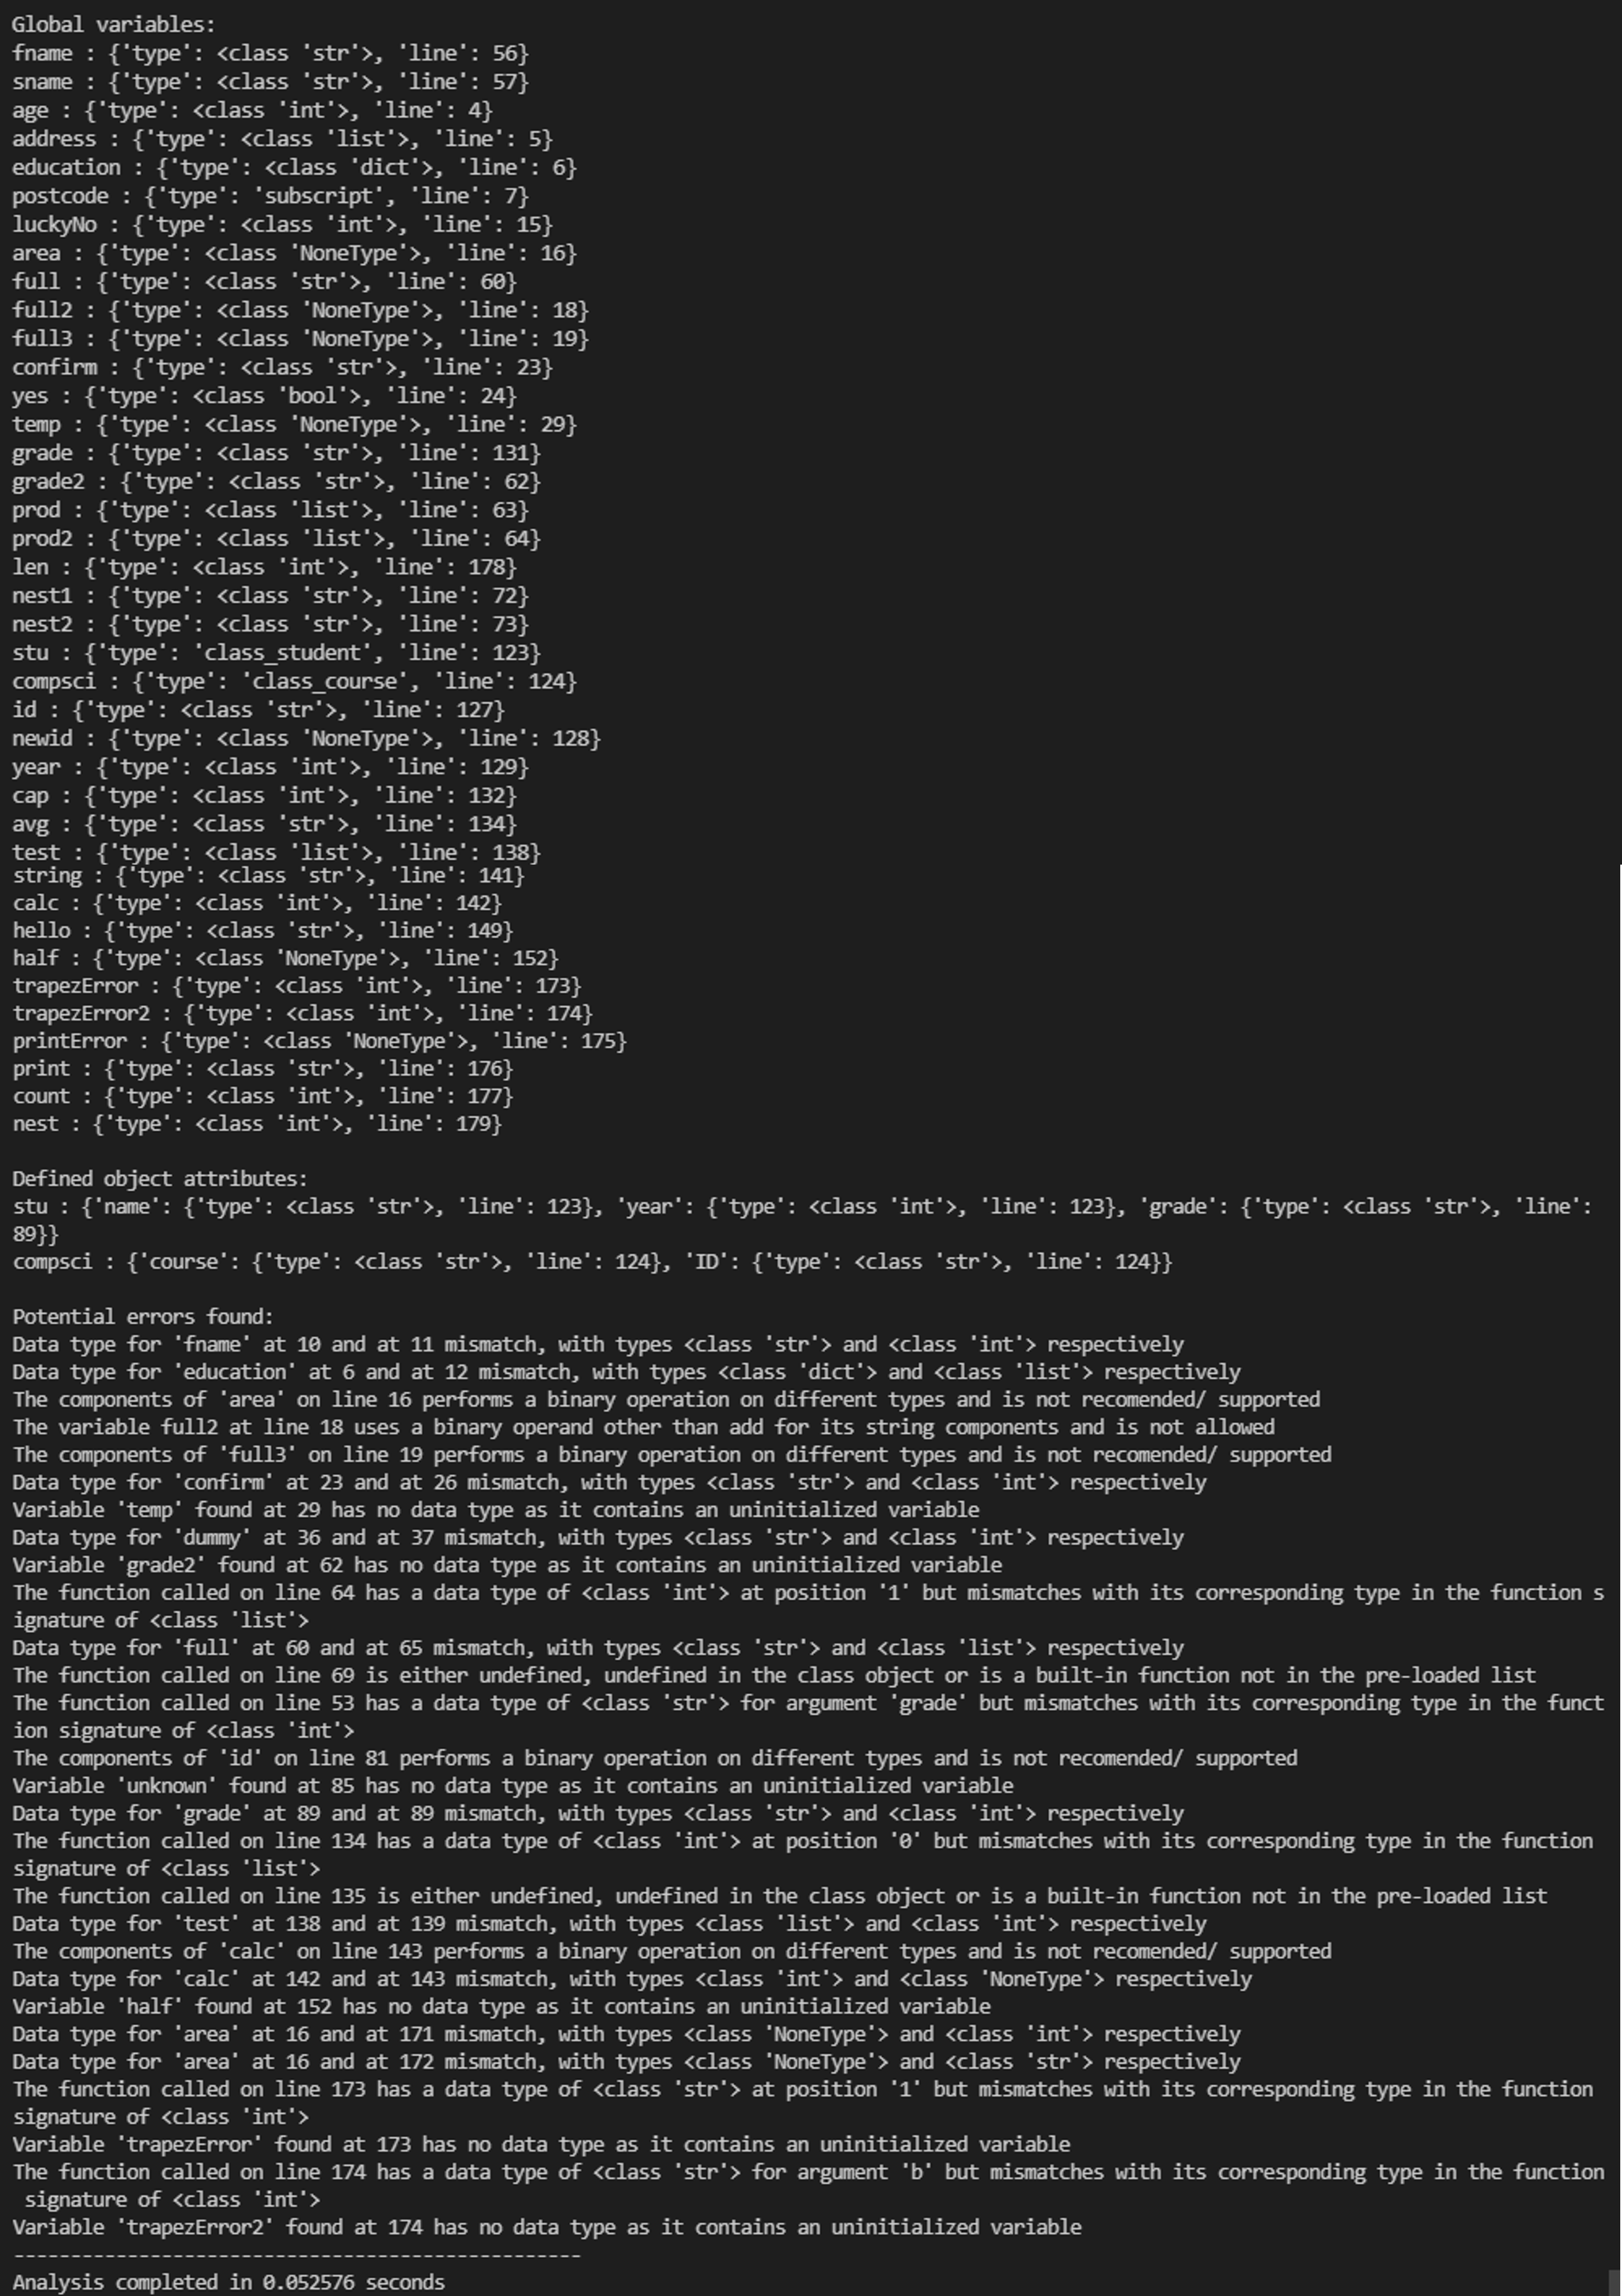 Global variables:
fname : {'type': <class 'str'>, 'line': 56}
sname : {'type': <class 'str'>, 'line': 57}
age : {'type': <class 'int'>, 'line': 4}
address : {'type': <class 'list'>, 'line': 5}
education : {'type': <class 'dict'>, 'line': 6}
postcode : {'type': 'subscript', 'line': 7}
luckyNo : {'type': <class 'int'>, 'line': 15}
area : {'type': <class 'NoneType'>, 'line': 16}
full : {'type': <class 'str'>, 'line': 60}
full2 : {'type': <class 'NoneType'>, 'line': 18}
full3 : {'type': <class 'NoneType'>, 'line': 19}
confirm : {'type': <class 'str'>, 'line': 23}
yes : {'type': <class 'bool'>, 'line': 24}
temp : {'type': <class 'NoneType'>, 'line': 29}
grade : {'type': <class 'str'>, 'line': 131}
grade2 : {'type': <class 'str'>, 'line': 62}
prod : {'type': <class 'list'>, 'line': 63}
prod2 : {'type': <class 'list'>, 'line': 64}
len : {'type': <class 'int'>, 'line': 178}
nest1 : {'type': <class 'str'>, 'line': 72}
nest2 : {'type': <class 'str'>, 'line': 73}
stu : {'type': 'class_student', 'line': 123}
compsci : {'type': 'class_course', 'line': 124}
id : {'type': <class 'str'>, 'line': 127}
newid : {'type': <class 'NoneType'>, 'line': 128}
year : {'type': <class 'int'>, 'line': 129}
cap : {'type': <class 'int'>, 'line': 132}
avg : {'type': <class 'str'>, 'line': 134}
test : {'type': <class 'list'>, 'line': 138}
string : {'type': <class 'str'>, 'line': 141}
calc : {'type': <class 'int'>, 'line': 142}
hello : {'type': <class 'str'>, 'line': 149}
half : {'type': <class 'NoneType'>, 'line': 152}
trapezError : {'type': <class 'int'>, 'line': 173}
trapezError2 : {'type': <class 'int'>, 'line': 174}
printError : {'type': <class 'NoneType'>, 'line': 175}
print : {'type': <class 'str'>, 'line': 176}
count : {'type': <class 'int'>, 'line': 177}
nest : {'type': <class 'int'>, 'line': 179}
Defined object attributes:
stu : {'name': {'type': <class 'str'>, 'line': 123}, 'year': {'type': <class 'int'>, 'line': 123}, 'grade': {'type': <class 'str'>, 'line':
89}}
compsci : {'course': {'type': <class 'str'>, 'line': 124}, 'ID': {'type': <class 'str'>, 'line': 124}}
Potential errors found:
Data type for 'fname' at 10 and at 11 mismatch, with types <class 'str'> and <class 'int'> respectively
Data type for 'education' at 6 and at 12 mismatch, with types <class 'dict'> and <class 'list'> respectively
The components of 'area' on line 16 performs a binary operation on different types and is not recomended/ supported
The variable full2 at line 18 uses a binary operand other than add for its string components and is not allowed
The components of 'full3' on line 19 performs a binary operation on different types and is not recomended/ supported
Data type for 'confirm' at 23 and at 26 mismatch, with types <class 'str'> and <class 'int'> respectively
Variable 'temp' found at 29 has no data type as it contains an uninitialized variable
Data type for 'dummy' at 36 and at 37 mismatch, with types <class 'str'> and <class 'int'> respectively
Variable 'grade2' found at 62 has no data type as it contains an uninitialized variable
The function called on line 64 has a data type of <class 'int'> at position '1' but mismatches with its corresponding type in the function s
ignature of <class 'list'>
Data type for 'full' at 60 and at 65 mismatch, with types <class 'str'> and <class 'list'> respectively
The function called on line 69 is either undefined, undefined in the class object or is a built-in function not in the pre-loaded list
The function called on line 53 has a data type of <class 'str'> for argument 'grade' but mismatches with its corresponding type in the funct
ion signature of <class 'int'>
The components of 'id' on line 81 performs a binary operation on different types and is not recomended/ supported
Variable 'unknown' found at 85 has no data type as it contains an uninitialized variable
Data type for 'grade' at 89 and at 89 mismatch, with types <class 'str'> and <class 'int'> respectively
The function called on line 134 has a data type of <class 'int'> at position '0' but mismatches with its corresponding type in the function
signature of <class 'list'>
The function called on line 135 is either undefined, undefined in the class object or is a built-in function not in the pre-loaded list
Data type for 'test' at 138 and at 139 mismatch, with types <class 'list'> and <class 'int'> respectively
The components of 'calc' on line 143 performs a binary operation on different types and is not recomended/ supported
Data type for 'calc' at 142 and at 143 mismatch, with types <class 'int'> and <class 'NoneType'> respectively
Variable 'half' found at 152 has no data type as it contains an uninitialized variable
Data type for 'area' at 16 and at 171 mismatch, with types <class 'NoneType'> and <class 'int'> respectively
Data type for 'area' at 16 and at 172 mismatch, with types <class 'NoneType'> and <class 'str'> respectively
The function called on line 173 has a data type of <class 'str'> at position '1' but mismatches with its corresponding type in the function
signature of <class 'int'>
Variable 'trapezError' found at 173 has no data type as it contains an uninitialized variable
The function called on line 174 has a data type of <class 'str'> for argument 'b' but mismatches with its corresponding type in the function
signature of <class 'int'>
Variable 'trapezError2' found at 174 has no data type as it contains an uninitialized variable
--------------------------------------------------
Analysis completed in 0.052576 seconds